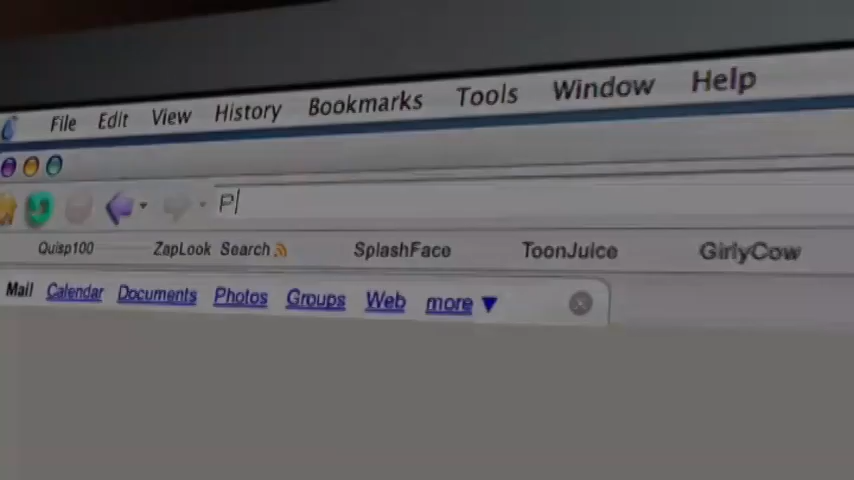 File Edit View History Bookmarks Tools Window Help
P
Quisp100 ZapLook Search SplashFace ToonJuice GirlyCow
Mail Calendar Documents Photos Groups Web more